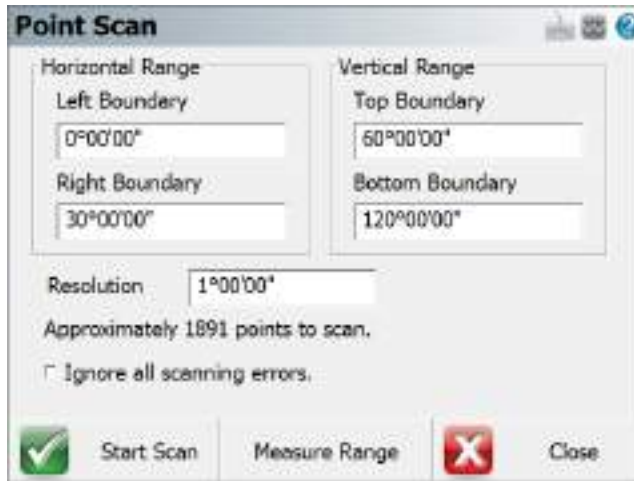 Point Scan
Horizontal Range
Left Boundary
0°00'00"
Right Boundary
30°00'00"
Vertical Range
Top Boundary
60°00'00"
Bottom Boundary
120°00'00"
Resolution 1°00'00"
Approximately 1891 points to scan.
Ignore all scanning errors.
Start Scan Measure Range Close